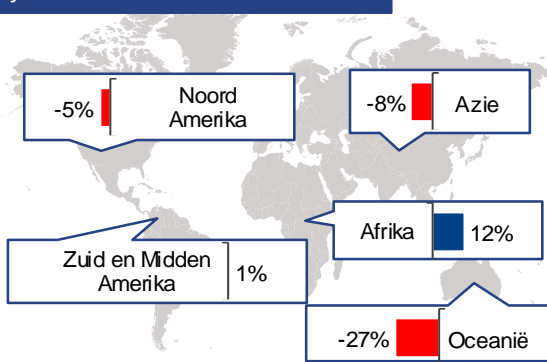 -5%
Noord
Amerika
-8%
Azie
Afrika
12%
Zuid en Midden
Amerika
1%
-27%
Oceanië